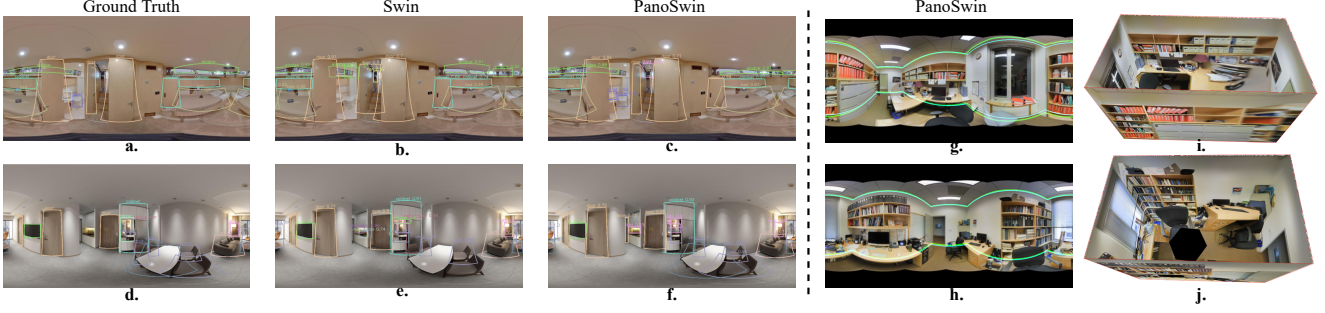 Ground Truth Swin PanoSwin PanoSwin
a. b. c. g. i.
d. e. f. h. j.